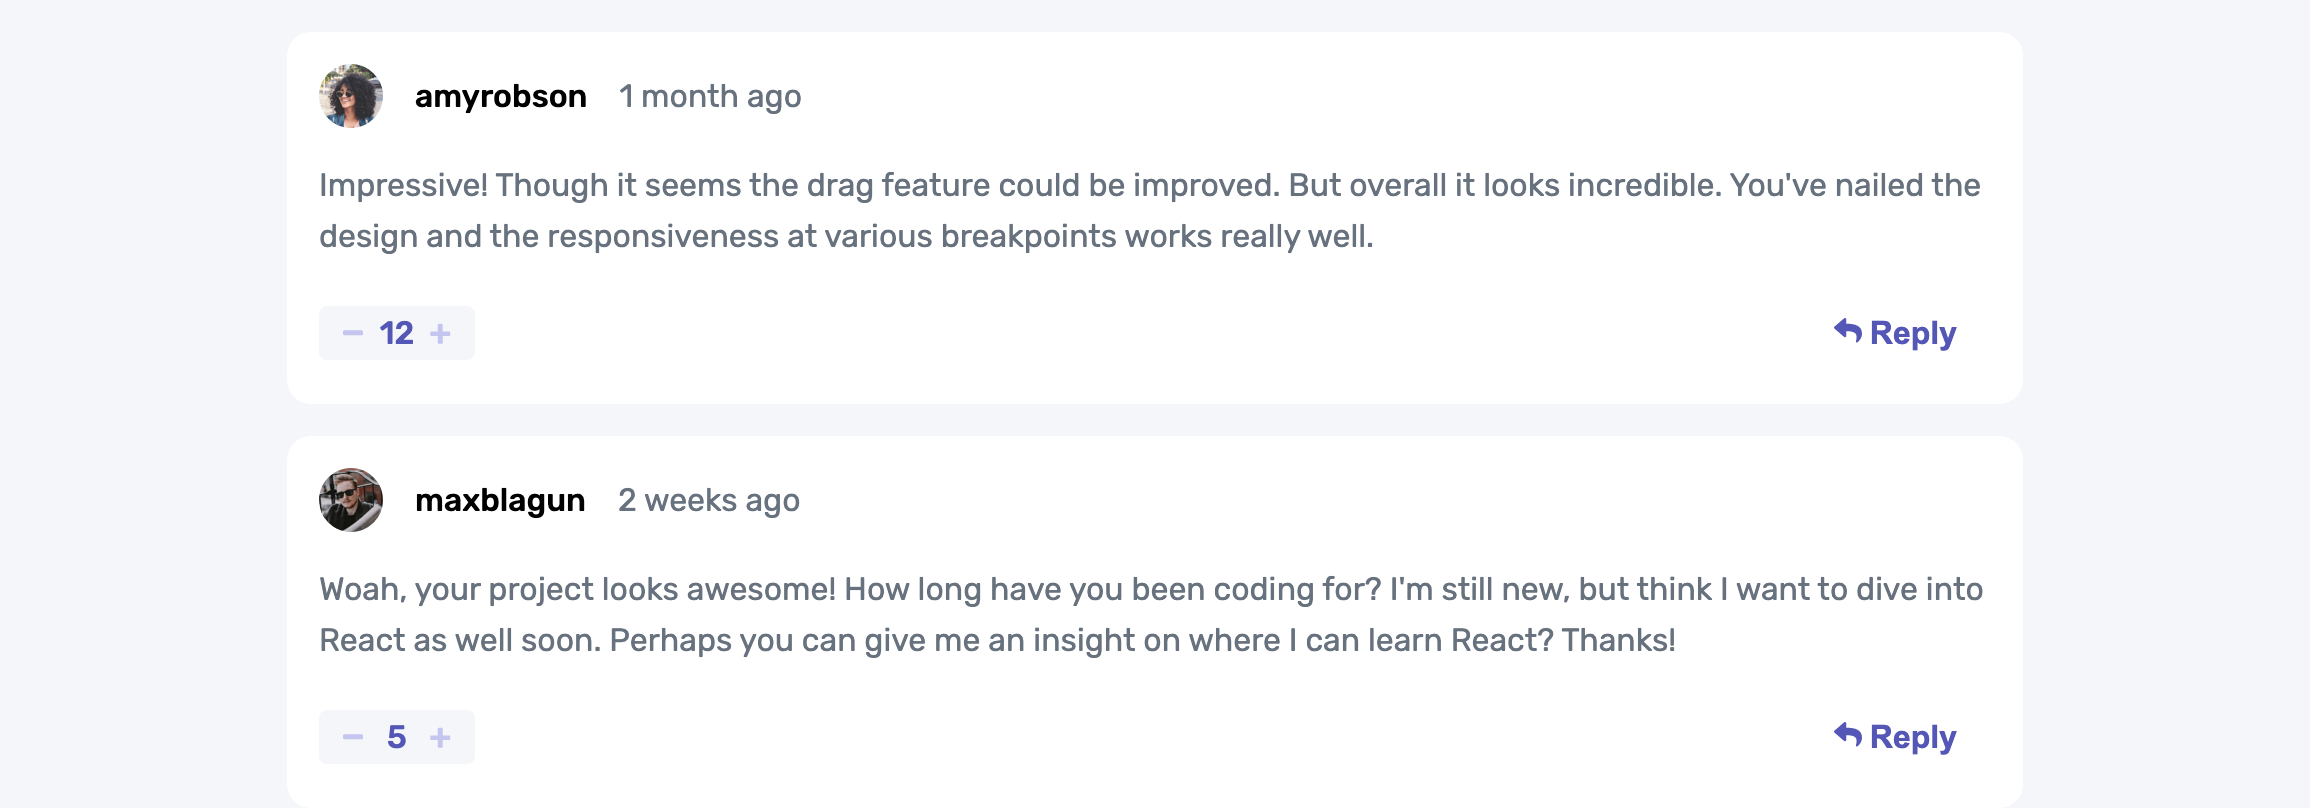 amyrobson 1 month ago
Impressive! Though it seems the drag feature could be improved. But overall it looks incredible. You've nailed the
design and the responsiveness at various breakpoints works really well.
− 12 + Reply
maxblagun 2 weeks ago
Woah, your project looks awesome! How long have you been coding for? I'm still new, but think I want to dive into
React as well soon. Perhaps you can give me an insight on where I can learn React? Thanks!
− 5 + Reply